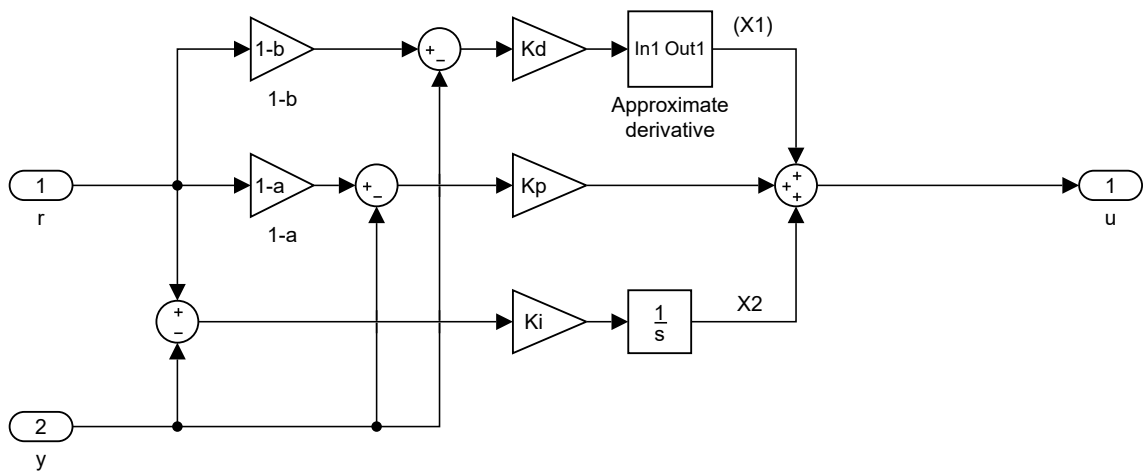 1-b
1-b
+
−
Kd
In1 Out1
Approximate
derivative
(X1)
1
r
1-a
1-a
+
−
Kp
+
+
+
1
u
+
−
Ki
1
s
X2
2
y